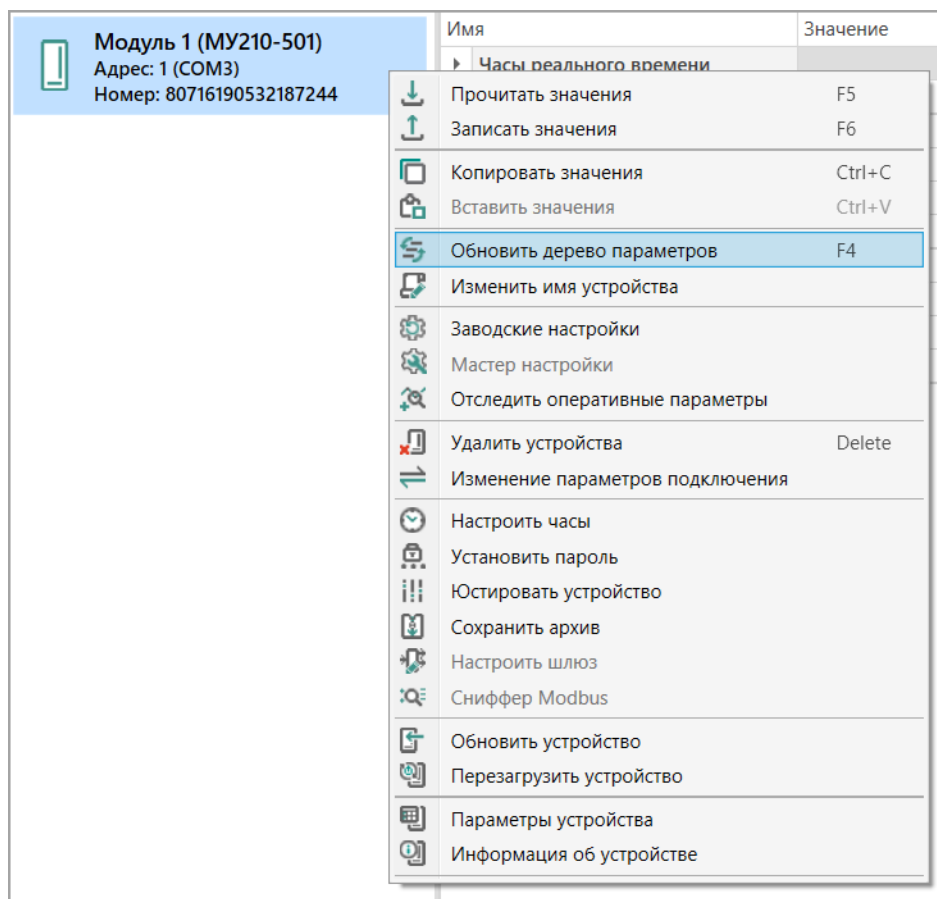 Модуль 1 (МУ210-501)
Адрес: 1 (COM3)
Номер: 80716190532187244
Имя Значение
Часы реального времени
Прочитать значения F5
Записать значения F6
Копировать значения Ctrl+C
Вставить значения Ctrl+V
Обновить дерево параметров F4
Изменить имя устройства
Заводские настройки
Мастер настройки
Отследить оперативные параметры
Удалить устройства Delete
Изменение параметров подключения
Настроить часы
Установить пароль
Юстировать устройство
Сохранить архив
Настроить шлюз
Сниффер Modbus
Обновить устройство
Перезагрузить устройство
Параметры устройства
Информация об устройстве